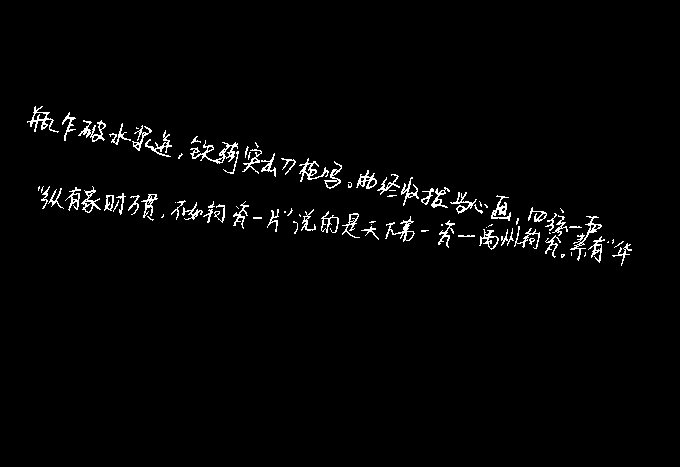 瓶乍破水浆迸,铁骑突出刀枪鸣。曲终收拨当心画,四弦一声
“纵有家财万贯,不如钧瓷一片”说的是天下第一瓷一禹州钧瓷。素有“华